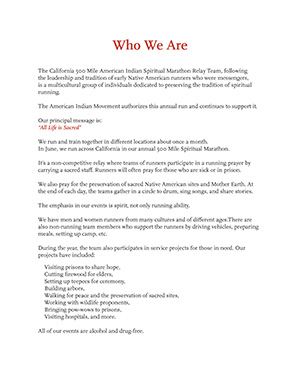 Who We Are
The California 500 Mile American Indian Spiritual Marathon Relay Team, following
the leadership and tradition of early Native American runners who were messengers,
is a multicultural group of individuals dedicated to preserving the tradition of spiritual
running.
The American Indian Movement authorizes this annual run and continues to support it.
Our principal message is:
"All Life is Sacred"
We run and train together in different locations about once a month.
In June, we run across California in our annual 500 Mile Spiritual Marathon.
It's a non-competitive relay where teams of runners participate in a running prayer by
carrying a sacred staff. Runners will often pray for those who are sick or in prison.
We also pray for the preservation of sacred Native American sites and Mother Earth. At
the end of each day, the teams gather in a circle to drum, sing songs, and share stories.
The emphasis in our events is spirit, not only running ability.
We have men and women runners from many cultures and of different ages.There are
also non-running team members who support the runners by driving vehicles, preparing
meals, setting up camp, etc.
During the year, the team also participates in service projects for those in need. Our
projects have included:
Visiting prisons to share hope,
Cutting firewood for elders,
Setting up teepees for ceremony,
Building arbors,
Walking for peace and the preservation of sacred sites,
Working with wildlife proponents,
Bringing pow-wows to prisons,
Visiting hospitals, and more.
All of our events are alcohol and drug-free.